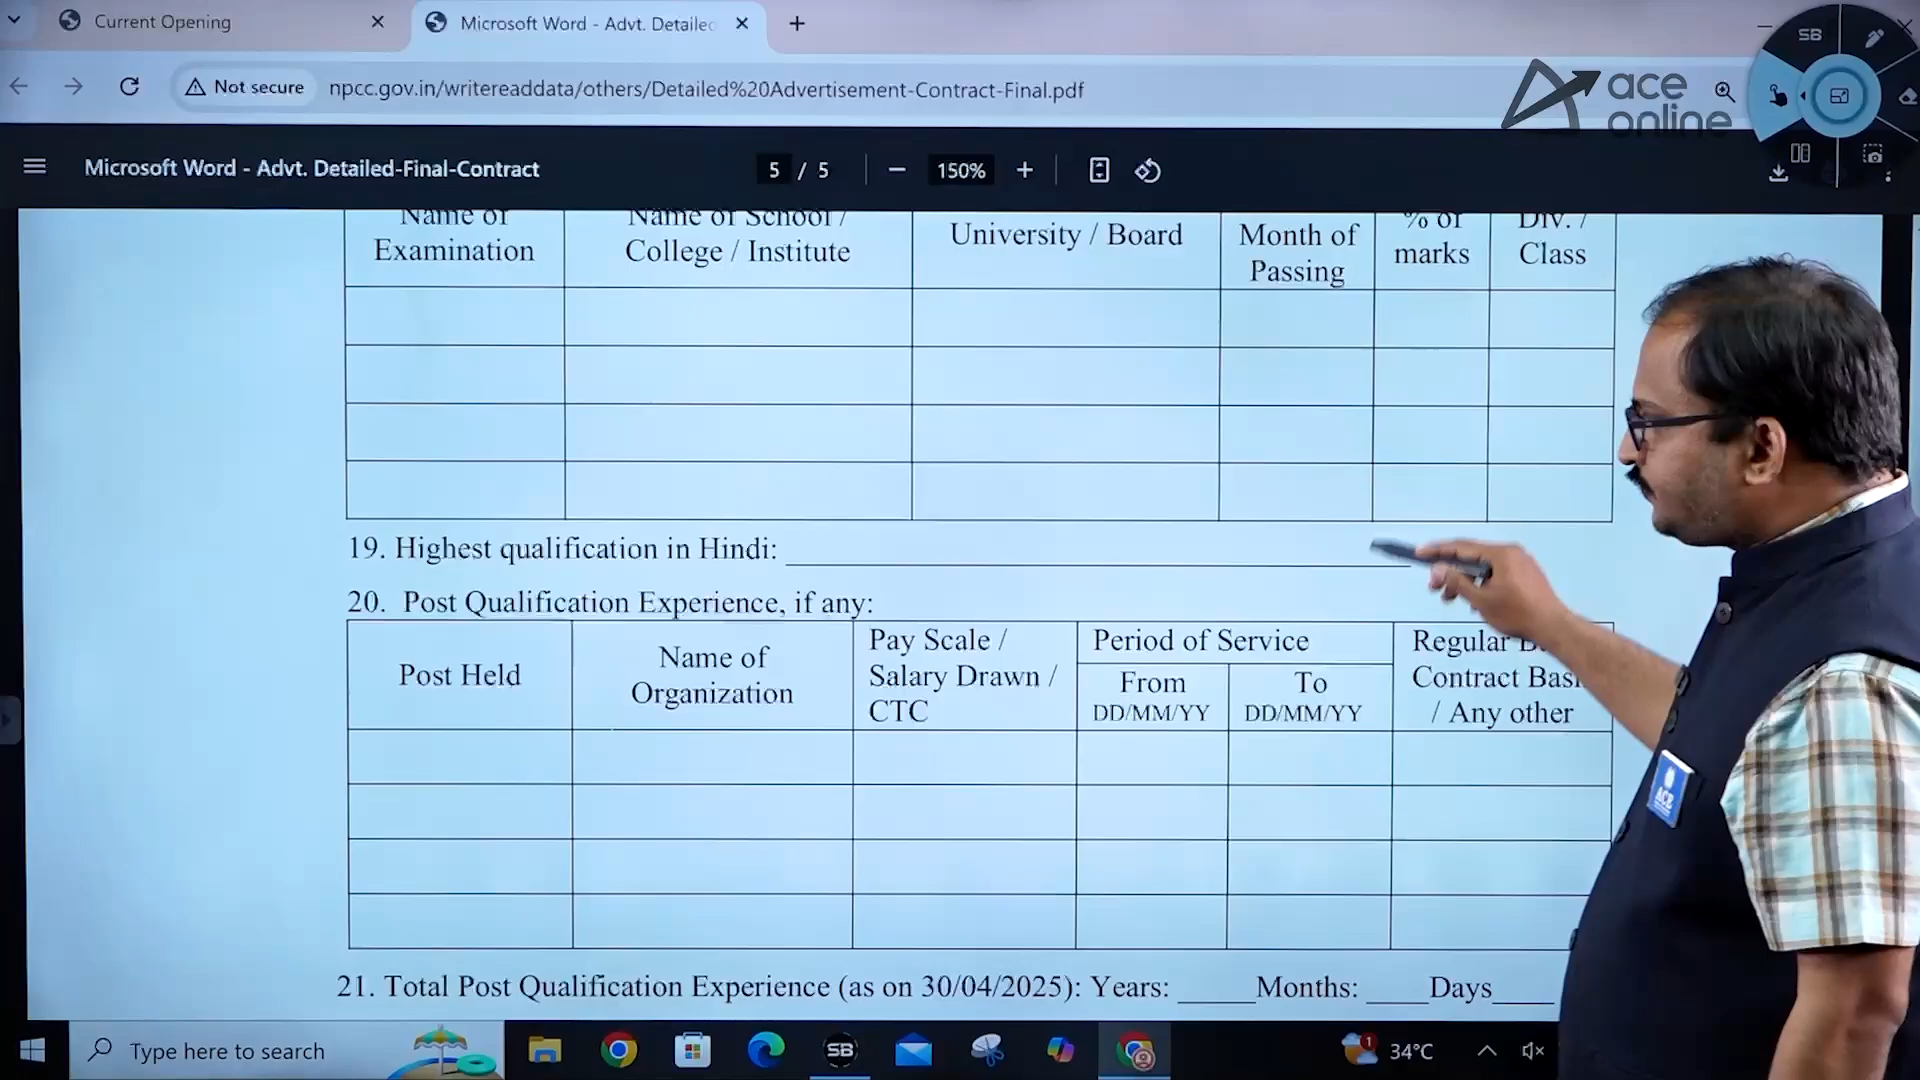 Current Opening
Microsoft Word - Advt. Detailed
SB
Not secure
npcc.gov.in/writereaddata/others/Detailed%20Advertisement-Contract-Final.pdf
ace
online
Microsoft Word - Advt. Detailed-Final-Contract
5 / 5
150%
Name of
Examination
Name of School /
College / Institute
University / Board
Month of
Passing
% of
marks
Div. /
Class
19. Highest qualification in Hindi:
20. Post Qualification Experience, if any:
Post Held
Name of
Organization
Pay Scale /
Salary Drawn /
CTC
Period of Service
From
DD/MM/YY
To
DD/MM/YY
Regular
Contract
/ Any other
ACE
21. Total Post Qualification Experience (as on 30/04/2025): Years: _____Months: ____Days____
Type here to search
SB
1
34°C